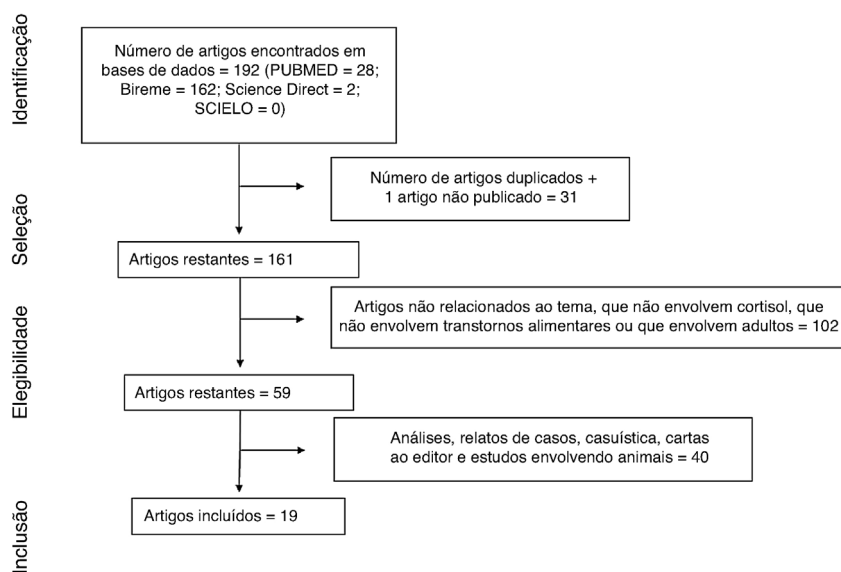 Identificação
Número de artigos encontrados em
bases de dados = 192 (PUBMED = 28;
Bireme = 162; Science Direct = 2;
SCIELO = 0)
Número de artigos duplicados +
1 artigo não publicado = 31
Seleção
Artigos restantes = 161
Artigos não relacionados ao tema, que não envolvem cortisol, que
não envolvem transtornos alimentares ou que envolvem adultos = 102
Elegibilidade
Artigos restantes = 59
Análises, relatos de casos, casuística, cartas
ao editor e estudos envolvendo animais = 40
Inclusão
Artigos incluídos = 19